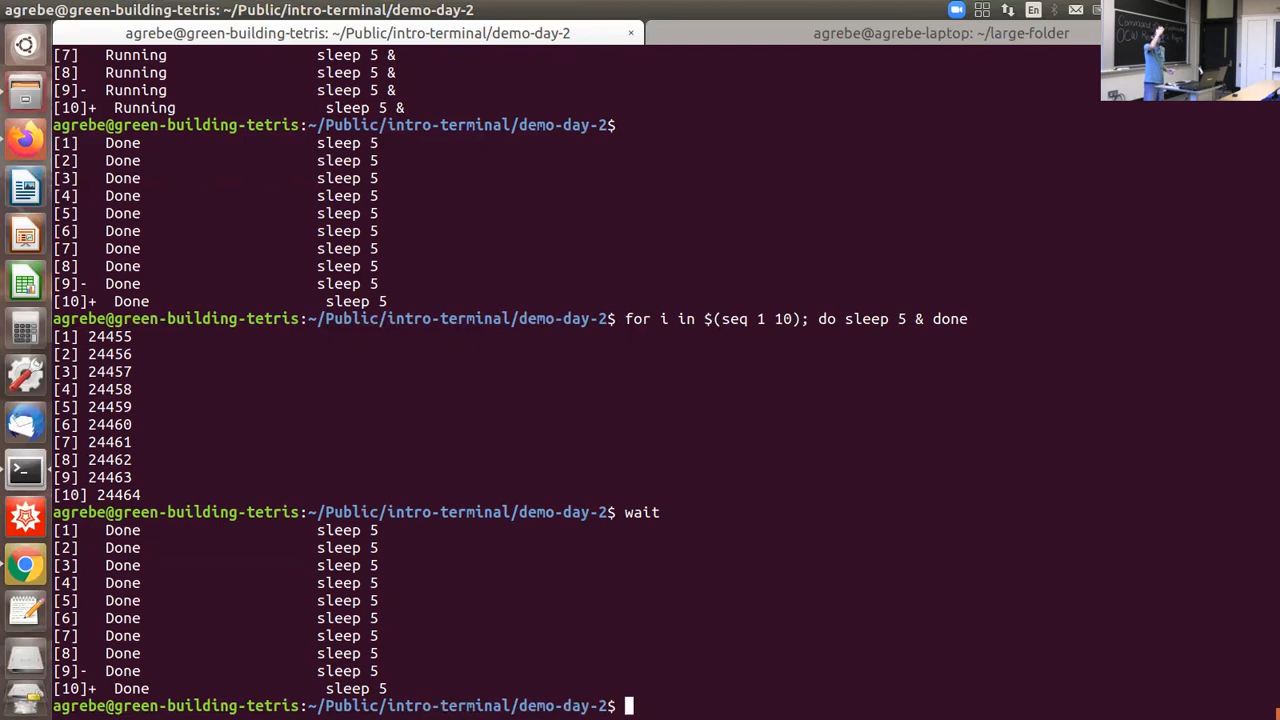 agrebe@green-building-tetris: ~/Public/intro-terminal/demo-day-2
En
agrebe@green-building-tetris: ~/Public/intro-terminal/demo-day-2 ×
agrebe@agrebe-laptop: ~/large-folder
[7]   Running                 sleep 5 &
[8]   Running                 sleep 5 &
[9]-  Running                 sleep 5 &
[10]+  Running                 sleep 5 &
agrebe@green-building-tetris:~/Public/intro-terminal/demo-day-2$
[1]   Done                    sleep 5
[2]   Done                    sleep 5
[3]   Done                    sleep 5
[4]   Done                    sleep 5
[5]   Done                    sleep 5
[6]   Done                    sleep 5
[7]   Done                    sleep 5
[8]   Done                    sleep 5
[9]-  Done                    sleep 5
[10]+  Done                    sleep 5
agrebe@green-building-tetris:~/Public/intro-terminal/demo-day-2$ for i in $(seq 1 10); do sleep 5 & done
[1] 24455
[2] 24456
[3] 24457
[4] 24458
[5] 24459
[6] 24460
[7] 24461
[8] 24462
[9] 24463
[10] 24464
agrebe@green-building-tetris:~/Public/intro-terminal/demo-day-2$ wait
[1]   Done                    sleep 5
[2]   Done                    sleep 5
[3]   Done                    sleep 5
[4]   Done                    sleep 5
[5]   Done                    sleep 5
[6]   Done                    sleep 5
[7]   Done                    sleep 5
[8]   Done                    sleep 5
[9]-  Done                    sleep 5
[10]+  Done                    sleep 5
agrebe@green-building-tetris:~/Public/intro-terminal/demo-day-2$